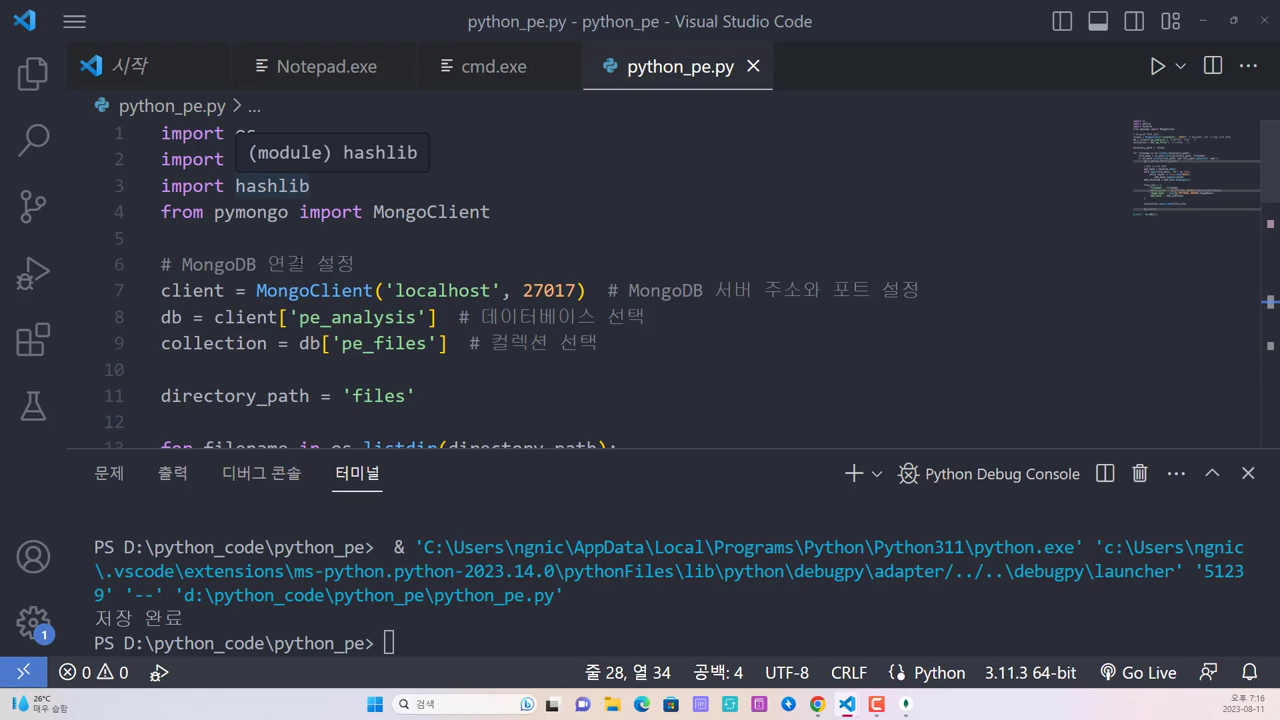 python_pe.py - python_pe - Visual Studio Code
시작 Notepad.exe cmd.exe python_pe.py
python_pe.py > ...
1 import os
2 import
(module) hashlib
3 import hashlib
4 from pymongo import MongoClient
5
6 # MongoDB 연결 설정
7 client = MongoClient('localhost', 27017) # MongoDB 서버 주소와 포트 설정
8 db = client['pe_analysis'] # 데이터베이스 선택
9 collection = db['pe_files'] # 컬렉션 선택
10
11 directory_path = 'files'
12
13 for filename in os.listdir(directory_path):
문제 출력 디버그 콘솔 터미널 Python Debug Console
PS D:\python_code\python_pe> & 'C:\Users\ngnic\AppData\Local\Programs\Python\Python311\python.exe' 'c:\Users\ngnic
\.vscode\extensions\ms-python.python-2023.14.0\pythonFiles\lib\python\debugpy\adapter/../..\debugpy\launcher' '5123
9' '--' 'd:\python_code\python_pe\python_pe.py'
저장 완료
PS D:\python_code\python_pe>
1
0 0 줄 28, 열 34 공백: 4 UTF-8 CRLF Python 3.11.3 64-bit Go Live
26°C
매우 습함
검색
오후 7:16
2023-08-11